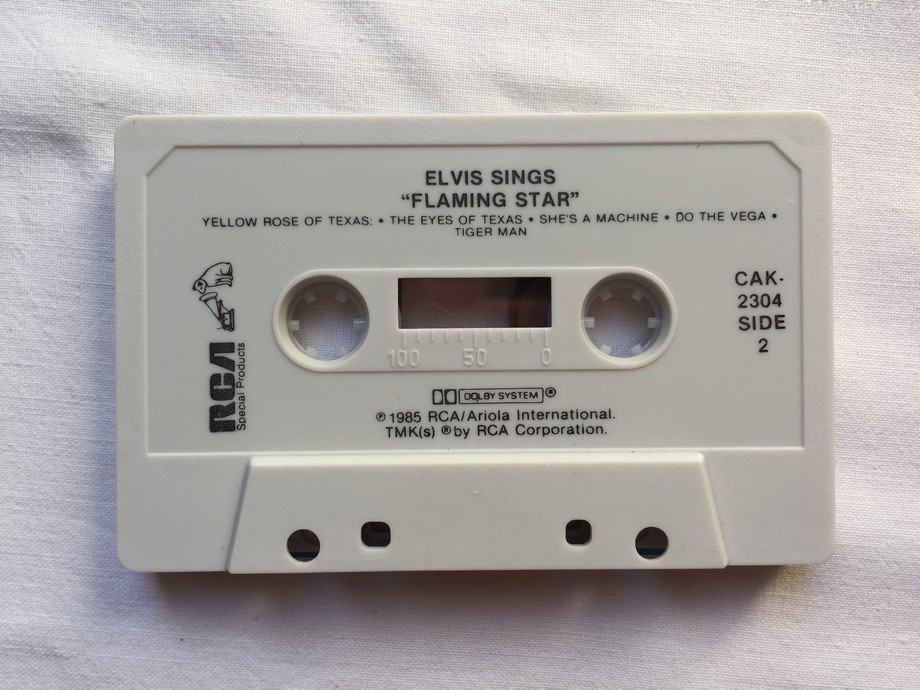 ELVIS SINGS
“FLAMING STAR”
YELLOW ROSE OF TEXAS: • THE EYES OF TEXAS • SHE'S A MACHINE • DO THE VEGA •
TIGER MAN
RCA
Special Products
CAK-
2304
SIDE
2
100 50 0
DOLBY SYSTEM ®
℗ 1985 RCA/Ariola International.
TMK(s) ® by RCA Corporation.